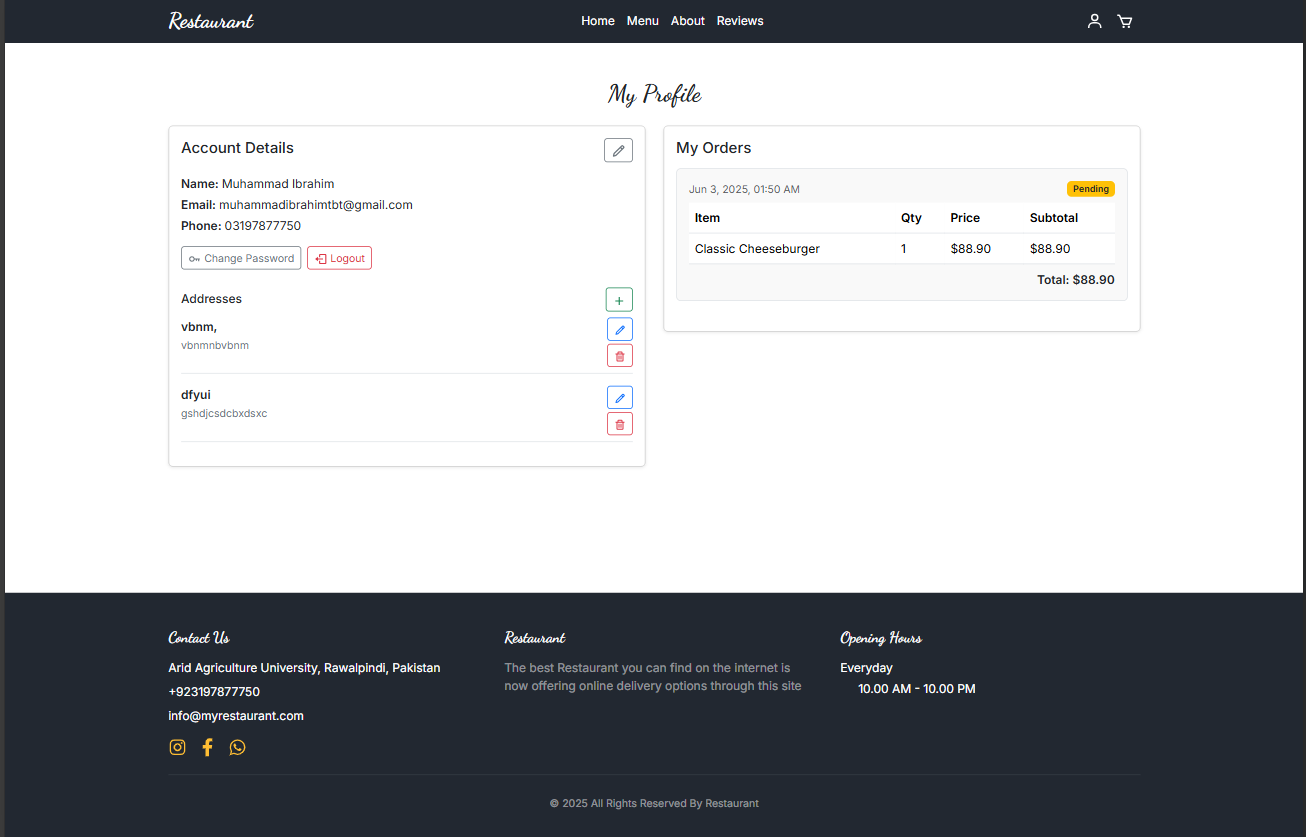 Restaurant
Home Menu About Reviews
My Profile
Account Details
Name: Muhammad Ibrahim
Email: muhammadibrahimtbt@gmail.com
Phone: 03197877750
Change Password Logout
Addresses
+
vbnm,
vbnmnbvbnm
dfyui
gshdjcsdcbxdsxc
My Orders
Jun 3, 2025, 01:50 AM Pending
Item Qty Price Subtotal
Classic Cheeseburger 1 $88.90 $88.90
Total: $88.90
Contact Us
Arid Agriculture University, Rawalpindi, Pakistan
+923197877750
info@myrestaurant.com
Restaurant
The best Restaurant you can find on the internet is
now offering online delivery options through this site
Opening Hours
Everyday
10.00 AM - 10.00 PM
© 2025 All Rights Reserved By Restaurant